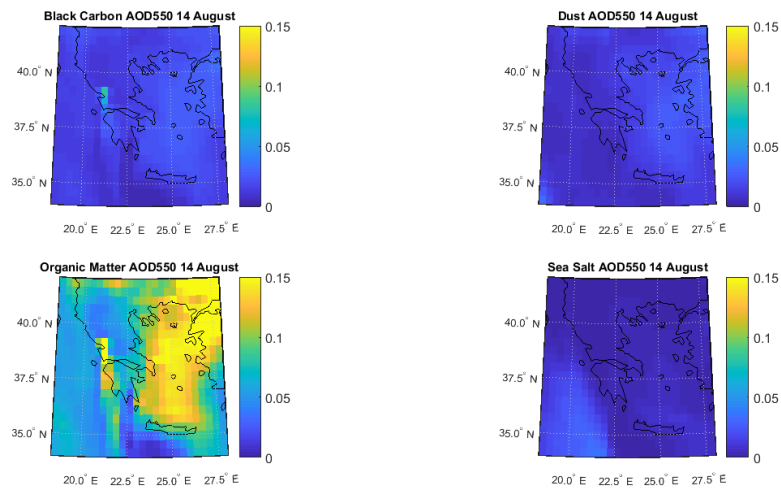 Black Carbon AOD550 14 August
0.15
40.0° N
0.1
37.5° N
0.05
35.0° N
0
20.0° E
22.5° E
25.0° E
27.5° E
Dust AOD550 14 August
0.15
40.0° N
0.1
37.5° N
0.05
35.0° N
0
20.0° E
22.5° E
25.0° E
27.5° E
Organic Matter AOD550 14 August
0.15
40.0° N
0.1
37.5° N
0.05
35.0° N
0
20.0° E
22.5° E
25.0° E
27.5° E
Sea Salt AOD550 14 August
0.15
40.0° N
0.1
37.5° N
0.05
35.0° N
0
20.0° E
22.5° E
25.0° E
27.5° E